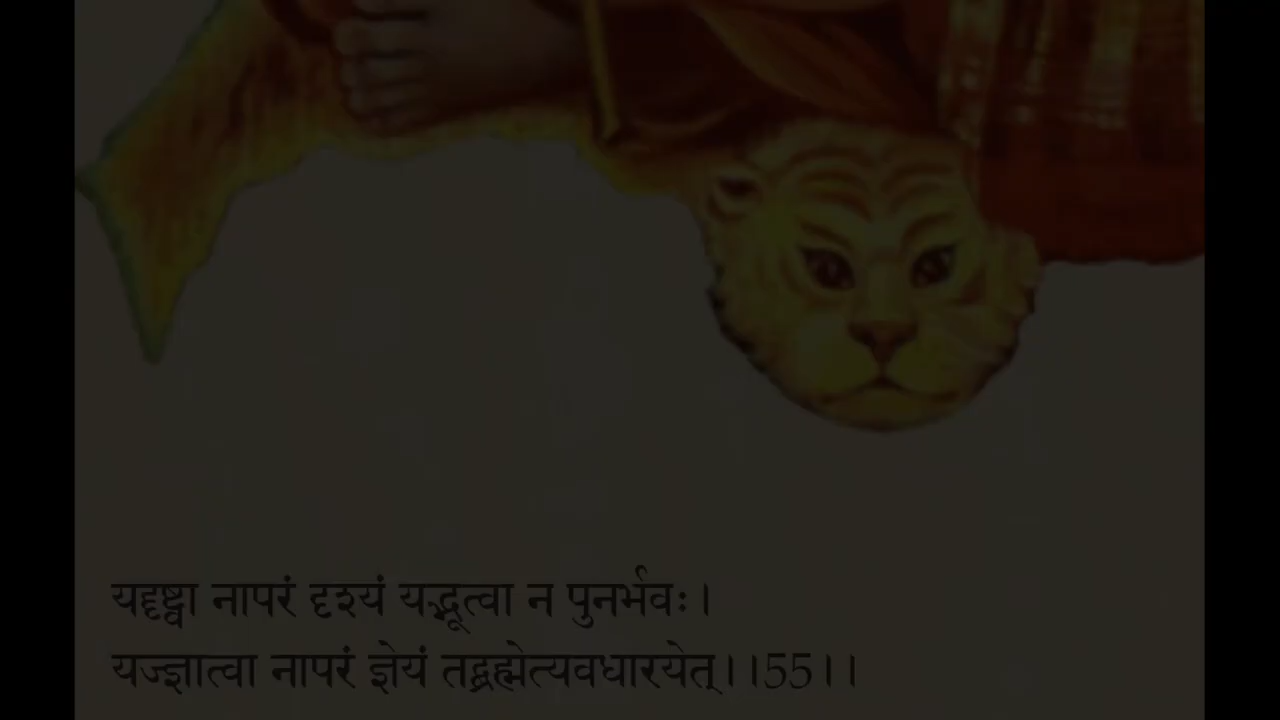 यद्दृष्ट्वा नापरं दृश्यं यद्भूत्वा न पुनर्भवः।
यज्ज्ञात्वा नापरं ज्ञेयं तद्ब्रह्मेत्यवधारयेत्।।55।।